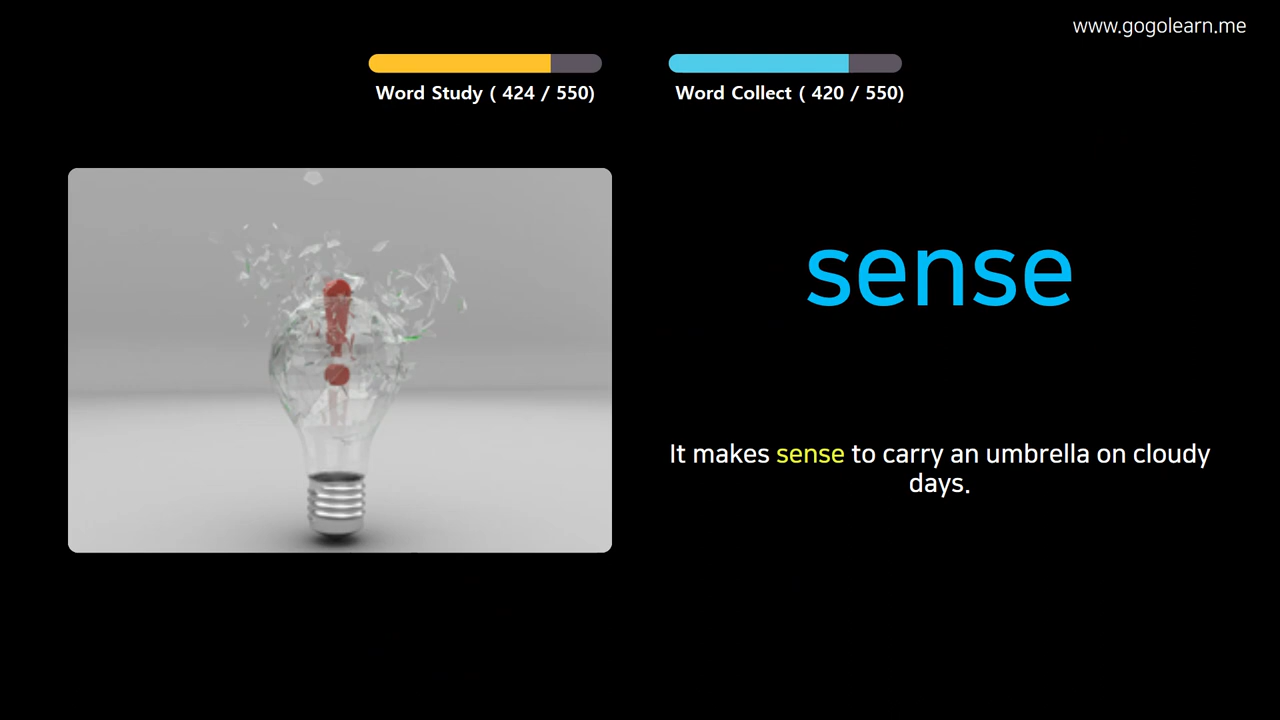 www.gogolearn.me
Word Study ( 424 / 550)
Word Collect ( 420 / 550)
sense
It makes sense to carry an umbrella on cloudy
days.